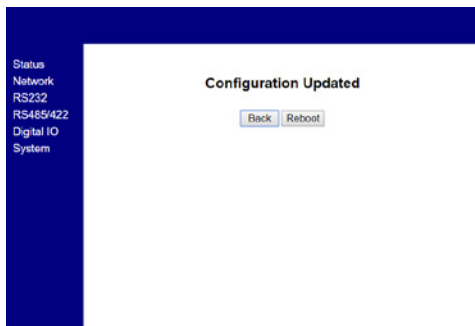 Status
Network
RS232
RS485/422
Digital IO
System
Configuration Updated
Back Reboot